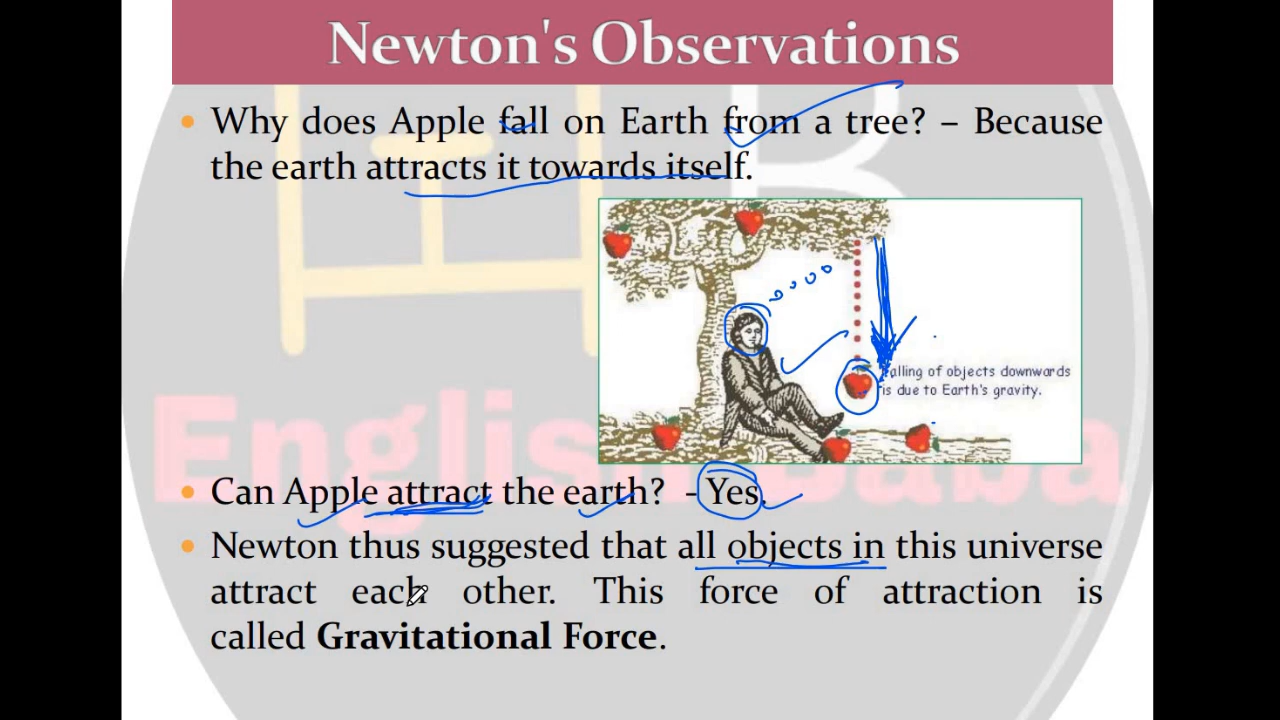 Newton's Observations
• Why does Apple fall on Earth from a tree? – Because
the earth attracts it towards itself.
falling of objects downwards
is due to Earth's gravity.
• Can Apple attract the earth? - Yes.
• Newton thus suggested that all objects in this universe
attract each other. This force of attraction is
called Gravitational Force.
English Baba